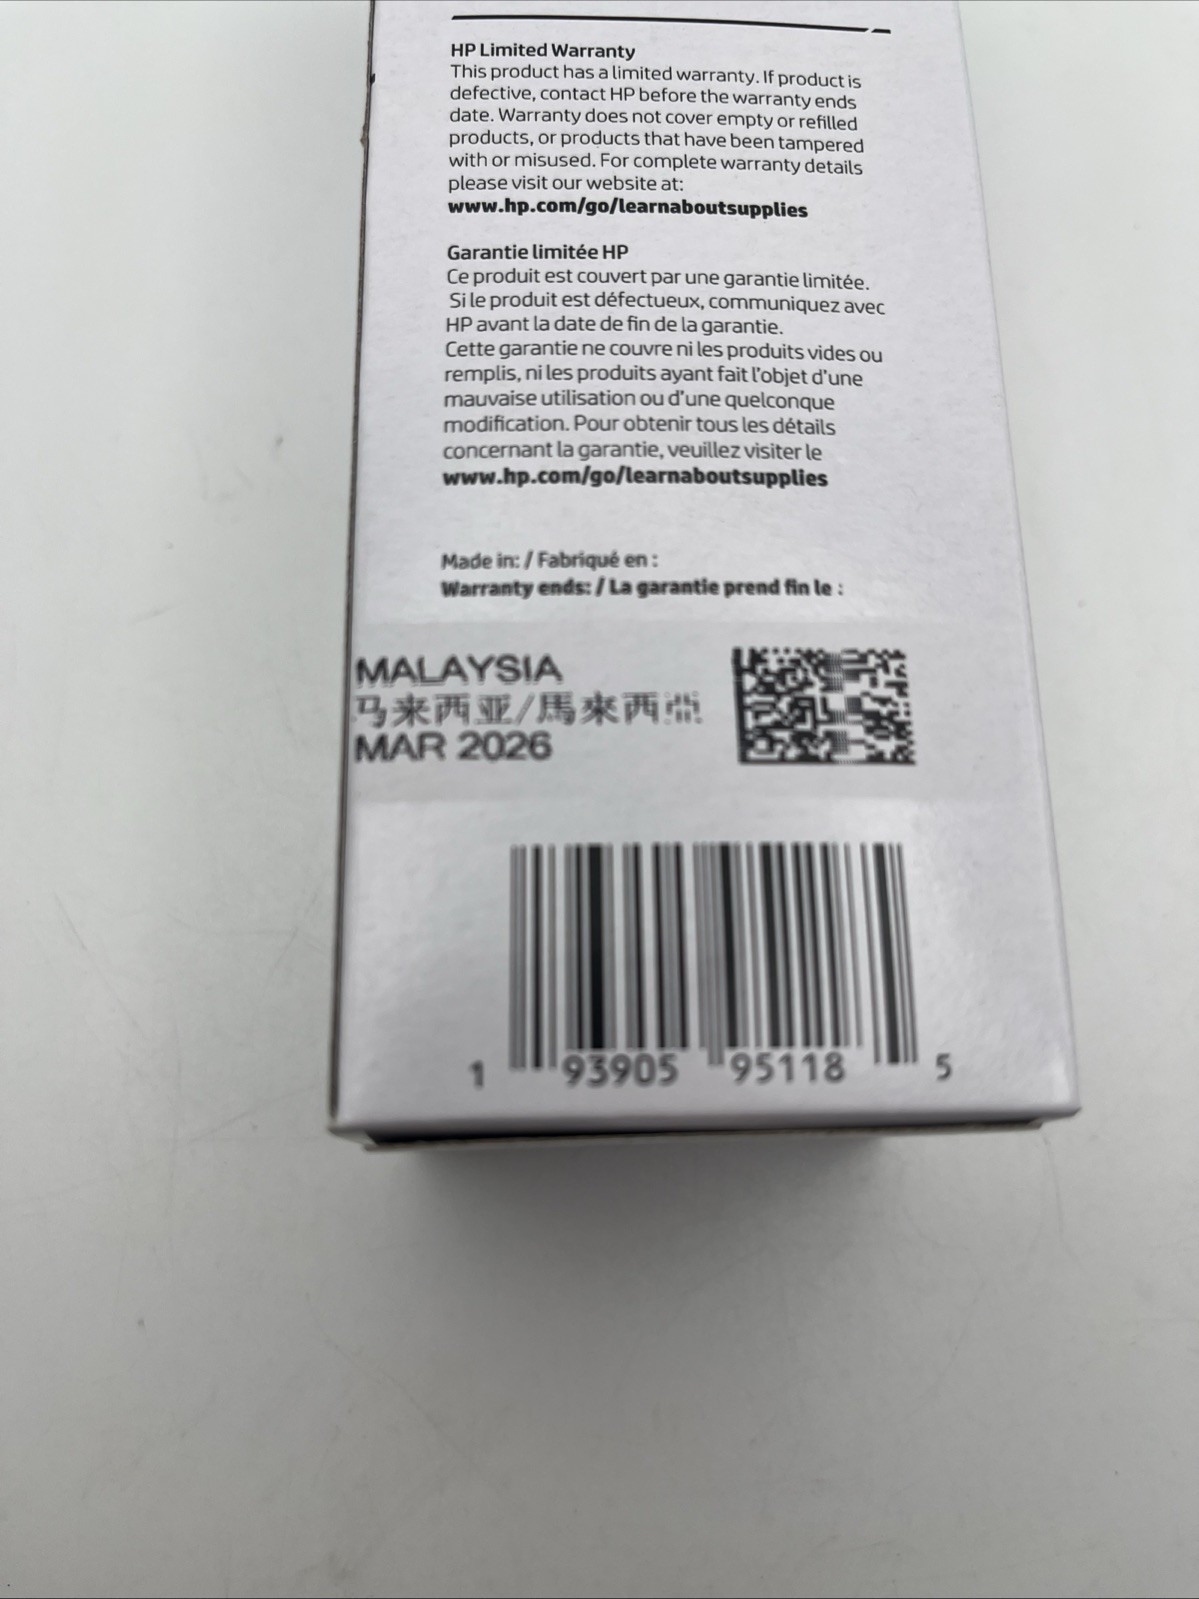 HP Limited Warranty
This product has a limited warranty. If product is
defective, contact HP before the warranty ends
date. Warranty does not cover empty or refilled
products, or products that have been tampered
with or misused. For complete warranty details
please visit our website at:
www.hp.com/go/learnaboutsupplies
Garantie limitée HP
Ce produit est couvert par une garantie limitée.
Si le produit est défectueux, communiquez avec
HP avant la date de fin de la garantie.
Cette garantie ne couvre ni les produits vides ou
remplis, ni les produits ayant fait l'objet d'une
mauvaise utilisation ou d'une quelconque
modification. Pour obtenir tous les détails
concernant la garantie, veuillez visiter le
www.hp.com/go/learnaboutsupplies
Made in: / Fabriqué en :
Warranty ends: / La garantie prend fin le :
MALAYSIA
马来西亚/馬來西亞
MAR 2026
1 93905 95118 5